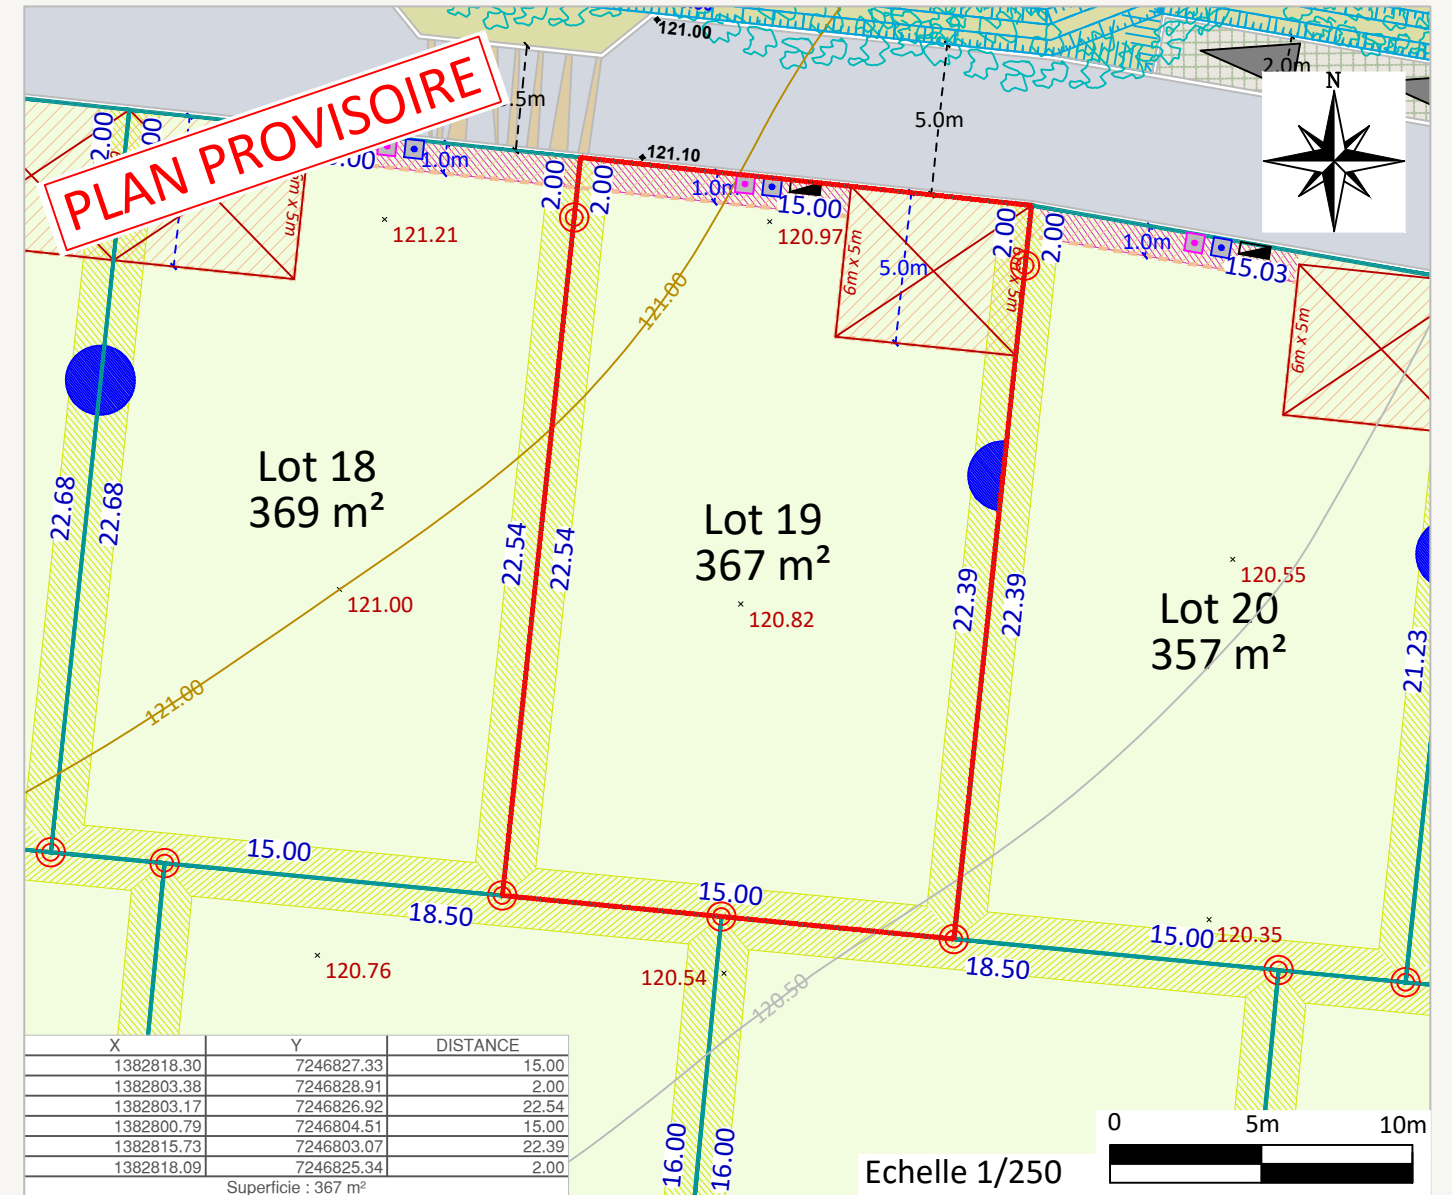 121.00
2.0m
N
PLAN PROVISOIRE
.5m
5.0m
2.00
.00
1.0m
121.10
2.00
2.00
1.0m
15.00
120.97
121.21
6m x 5m
5.0m
2.00
2.00
6m x 5m
1.0m
15.03
6m x 5m
121.00
Lot 18
369 m²
Lot 19
367 m²
Lot 20
357 m²
22.68
22.68
22.54
22.54
22.39
22.39
21.23
121.00
120.82
120.55
121.00
15.00
18.50
15.00
18.50
15.00
120.35
120.76
120.54
120.50
16.00
16.00
X Y DISTANCE
1382818.30 7246827.33 15.00
1382803.38 7246828.91 2.00
1382803.17 7246826.92 22.54
1382800.79 7246804.51 15.00
1382815.73 7246803.07 22.39
1382818.09 7246825.34 2.00
Superficie : 367 m²
0 5m 10m
Echelle 1/250